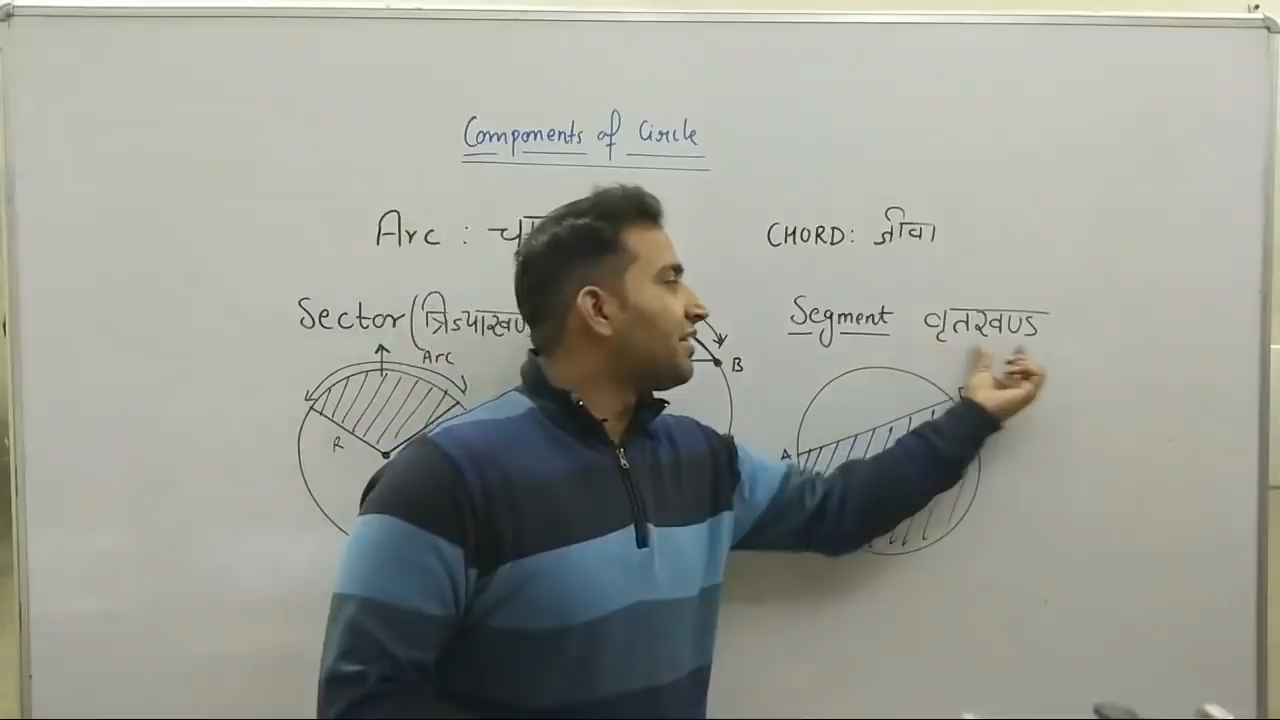 Components of Circle
Arc :
CHORD: जीवा
Sector
Segment वृतखण्ड
Arc
B
R
A